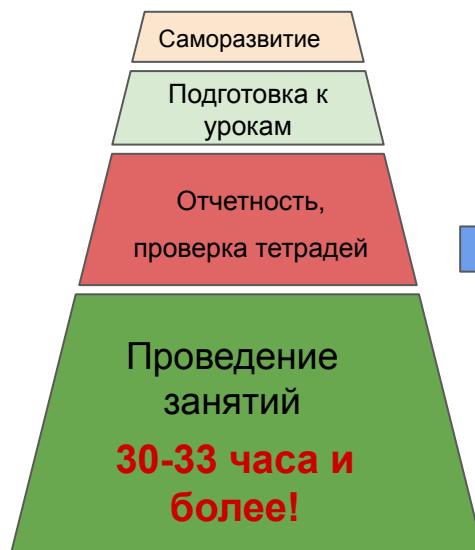 Саморазвитие
Подготовка к
урокам
Отчетность,
проверка тетрадей
Проведение
занятий
30-33 часа и
более!